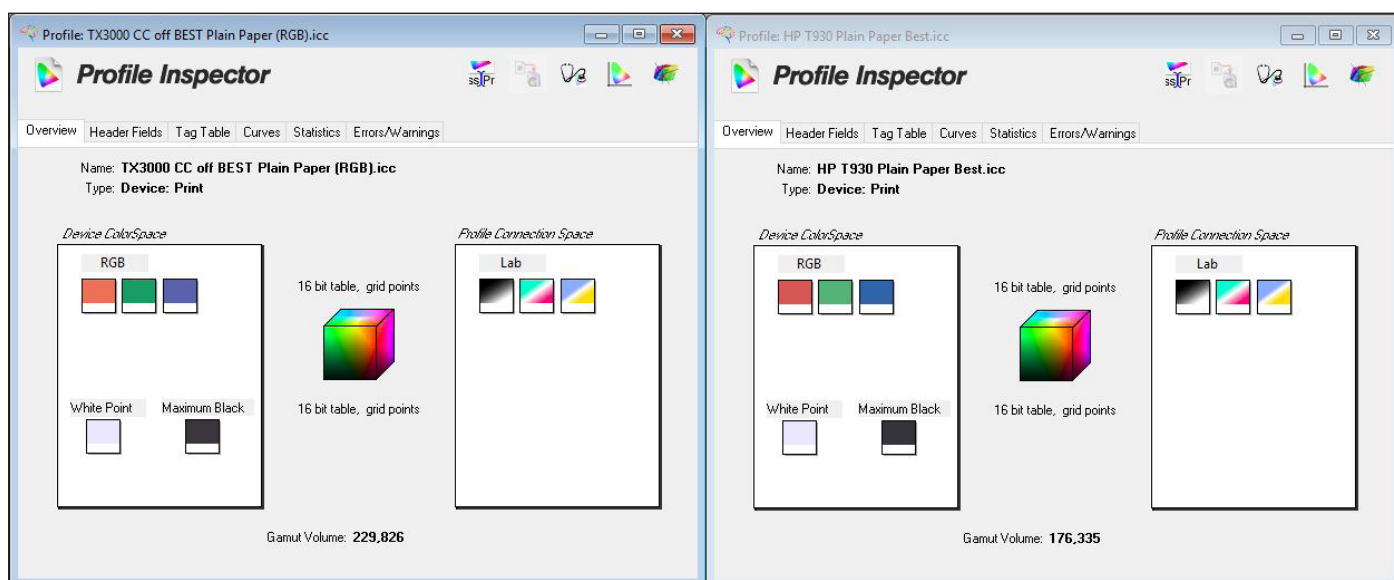 Profile: TX3000 CC off BEST Plain Paper (RGB).icc
Profile Inspector
Overview Header Fields Tag Table Curves Statistics Errors/Warnings
Name: TX3000 CC off BEST Plain Paper (RGB).icc
Type: Device: Print
Device ColorSpace
Profile Connection Space
RGB
Lab
16 bit table, grid points
White Point
Maximum Black
16 bit table, grid points
Gamut Volume: 229,826
Profile: HP T930 Plain Paper Best.icc
Profile Inspector
Overview Header Fields Tag Table Curves Statistics Errors/Warnings
Name: HP T930 Plain Paper Best.icc
Type: Device: Print
Device ColorSpace
Profile Connection Space
RGB
Lab
16 bit table, grid points
White Point
Maximum Black
16 bit table, grid points
Gamut Volume: 176,335